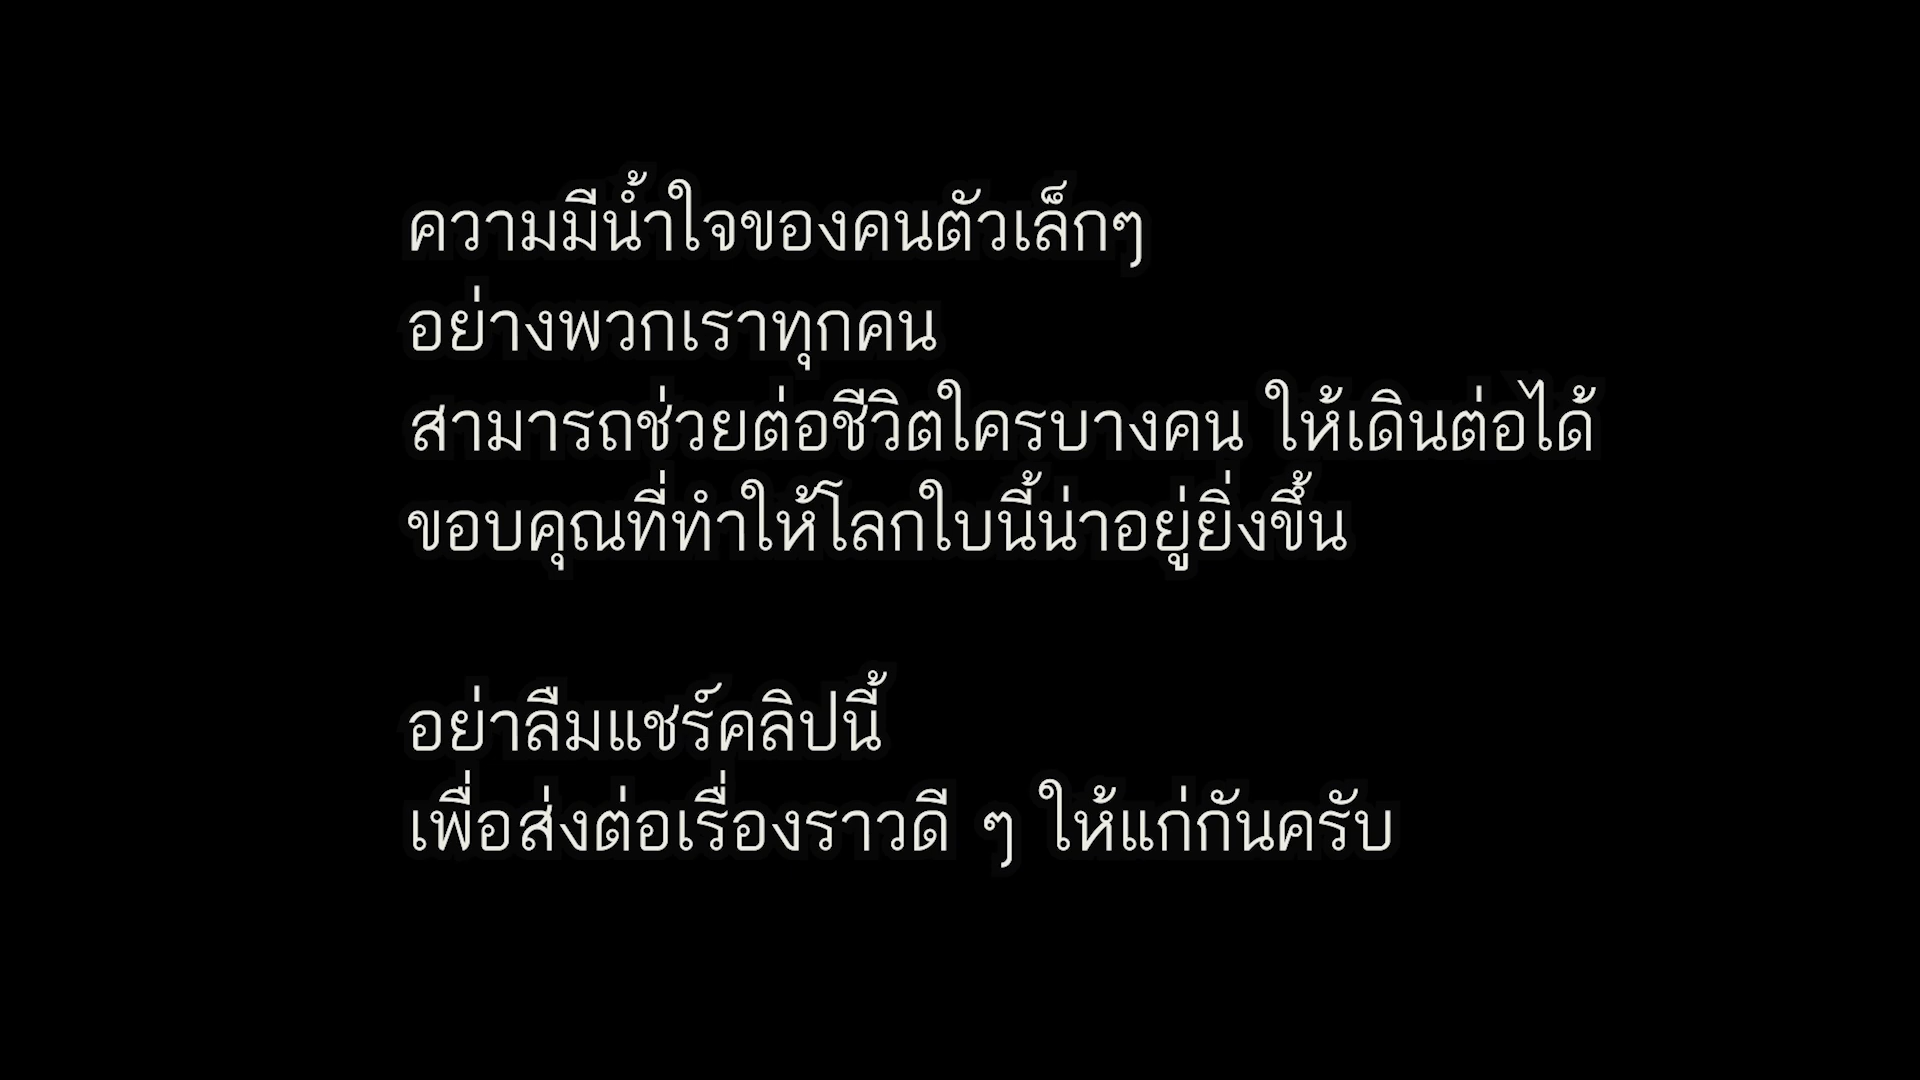 ความมีน้ำใจของคนตัวเล็กๆ
อย่างพวกเราทุกคน
สามารถช่วยต่อชีวิตใครบางคน ให้เดินต่อได้
ขอบคุณที่ทำให้โลกใบนี้น่าอยู่ยิ่งขึ้น
อย่าลืมแชร์คลิปนี้
เพื่อส่งต่อเรื่องราวดี ๆ ให้แก่กันครับ